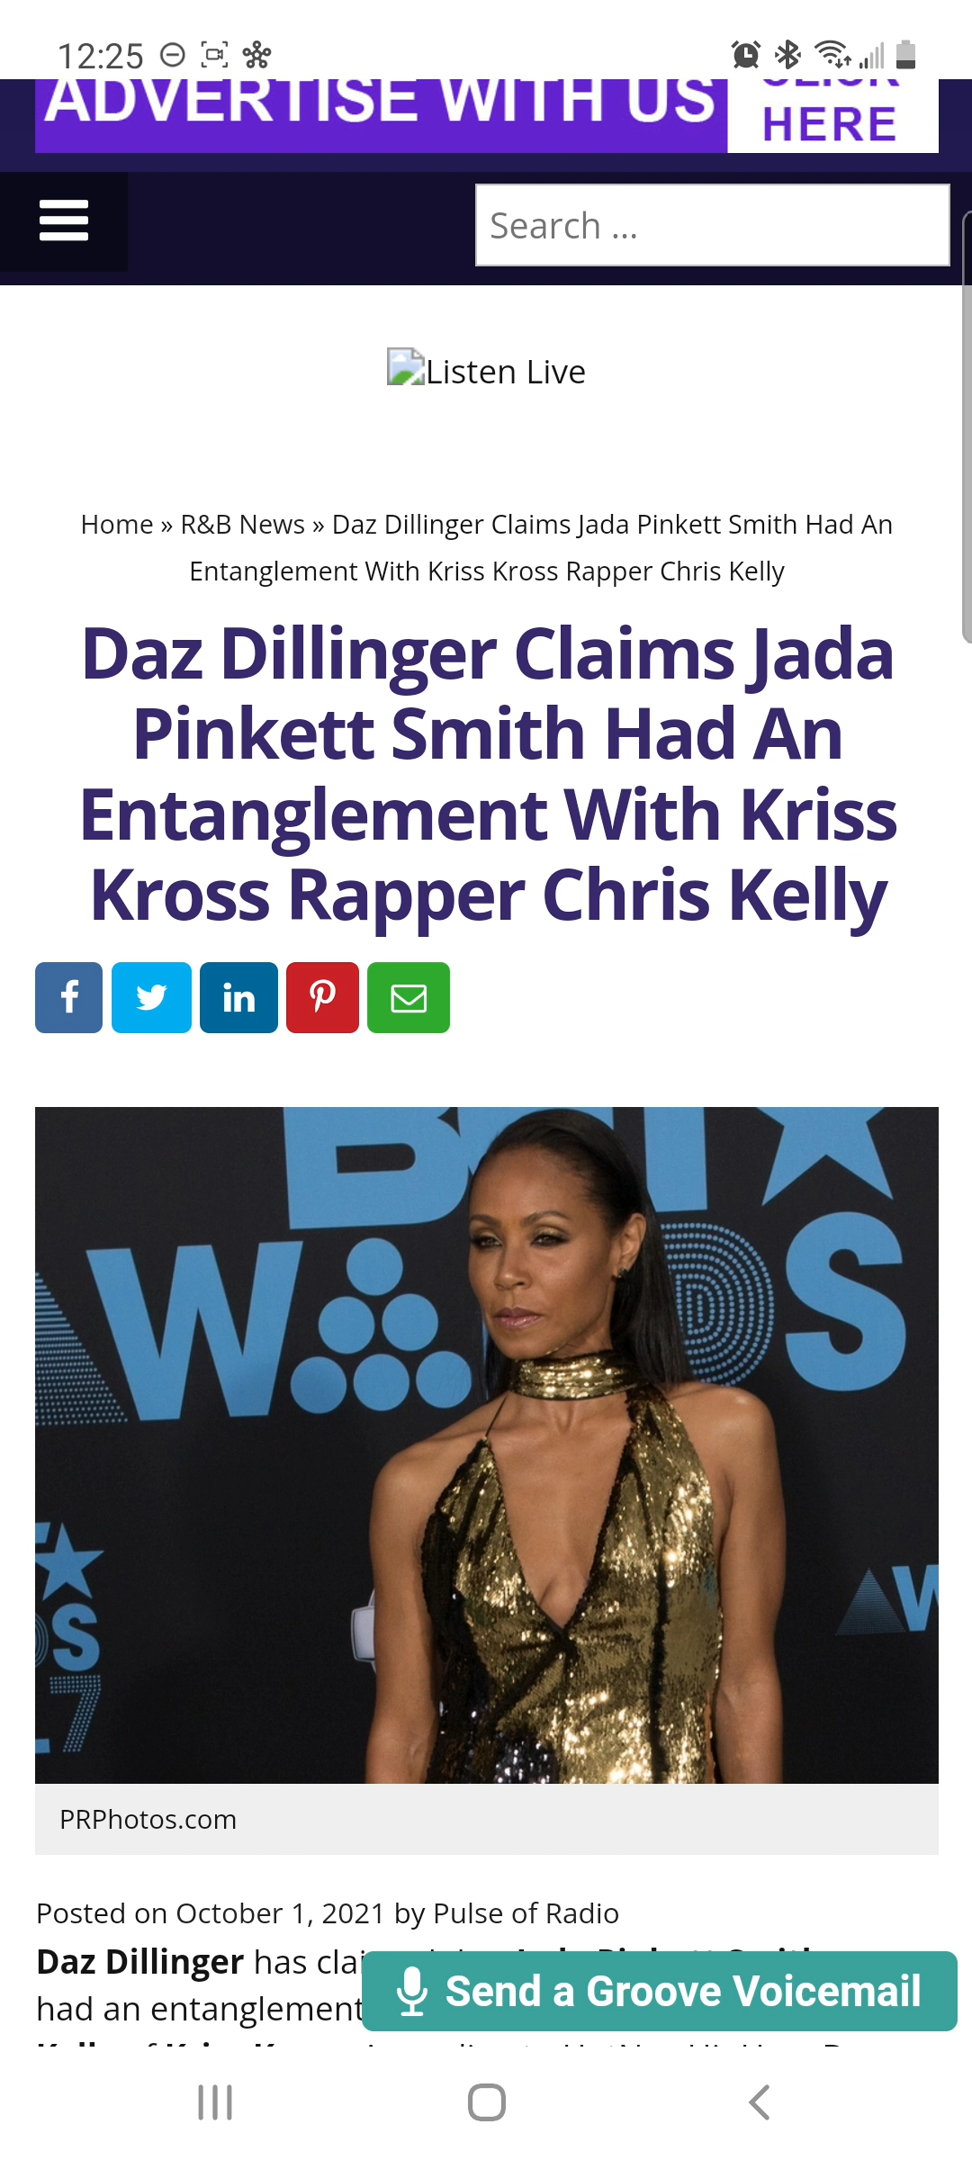 12:25
ADVERTISE WITH US
CLICK
HERE
Search ...
Listen Live
Home » R&B News » Daz Dillinger Claims Jada Pinkett Smith Had An
Entanglement With Kriss Kross Rapper Chris Kelly
Daz Dillinger Claims Jada
Pinkett Smith Had An
Entanglement With Kriss
Kross Rapper Chris Kelly
BET
AWARDS
PRPhotos.com
Posted on October 1, 2021 by Pulse of Radio
Daz Dillinger has
had an entanglement
Send a Groove Voicemail